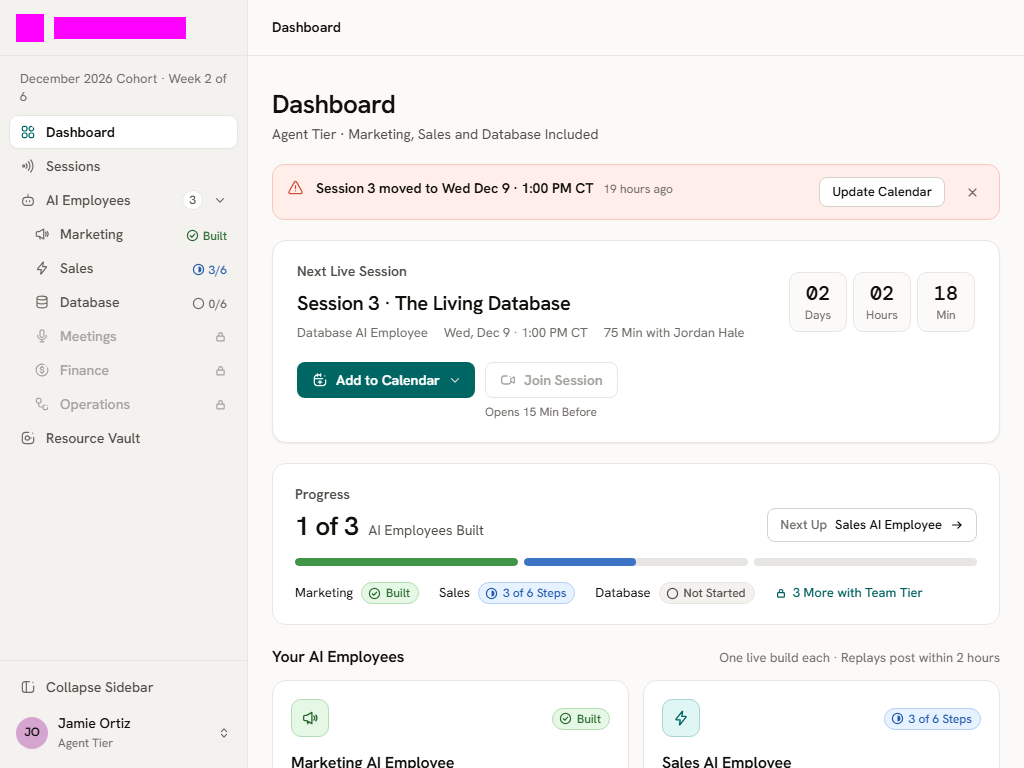 December 2026 Cohort · Week 2 of
6
Dashboard
Sessions
AI Employees 3
Marketing Built
Sales 3/6
Database 0/6
Meetings
Finance
Operations
Resource Vault
Collapse Sidebar
JO
Jamie Ortiz
Agent Tier
Dashboard
Dashboard
Agent Tier · Marketing, Sales and Database Included
Session 3 moved to Wed Dec 9 · 1:00 PM CT 19 hours ago Update Calendar
Next Live Session
Session 3 · The Living Database
Database AI Employee Wed, Dec 9 · 1:00 PM CT 75 Min with Jordan Hale
02 02 18
Days Hours Min
Add to Calendar Join Session
Opens 15 Min Before
Progress
1 of 3 AI Employees Built
Next Up Sales AI Employee
Marketing Built Sales 3 of 6 Steps Database Not Started 3 More with Team Tier
Your AI Employees One live build each · Replays post within 2 hours
Built
Marketing AI Employee
3 of 6 Steps
Sales AI Employee